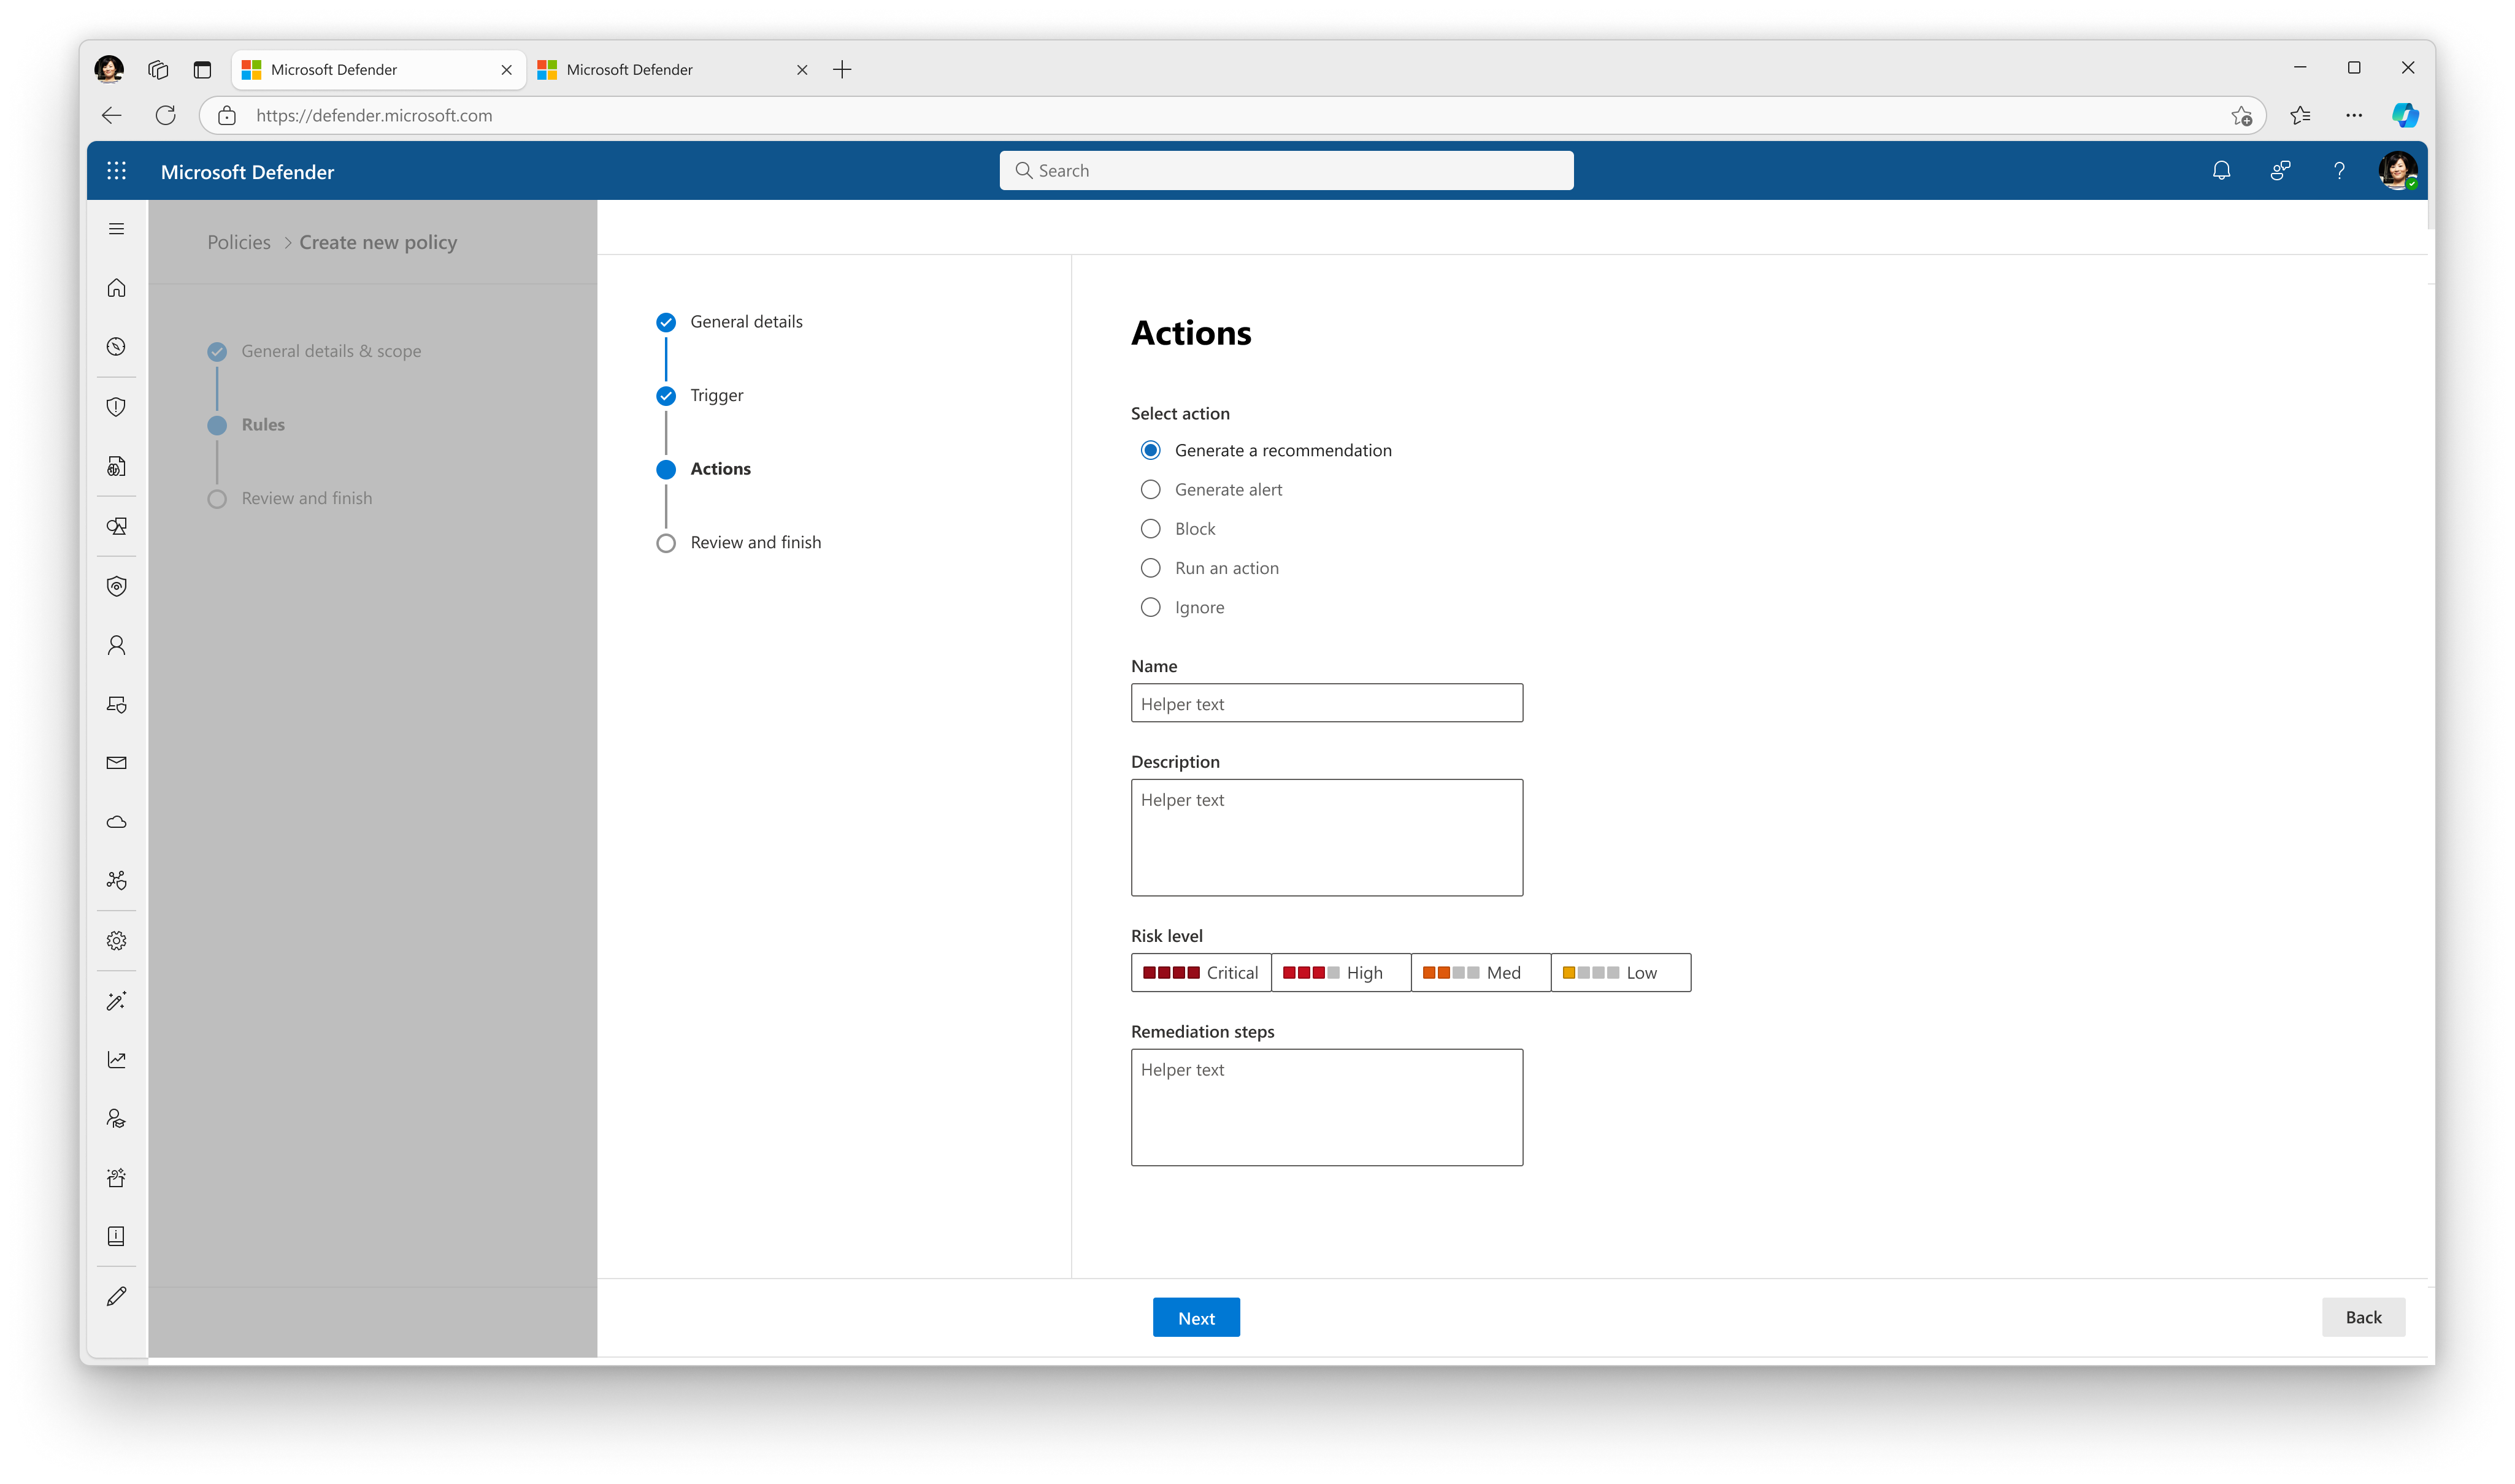 Microsoft Defender
Microsoft Defender
https://defender.microsoft.com
Microsoft Defender
Search
Policies > Create new policy
General details & scope
Rules
Review and finish
General details
Trigger
Actions
Review and finish
Actions
Select action
Generate a recommendation
Generate alert
Block
Run an action
Ignore
Name
Helper text
Description
Helper text
Risk level
Critical High Med Low
Remediation steps
Helper text
Next
Back